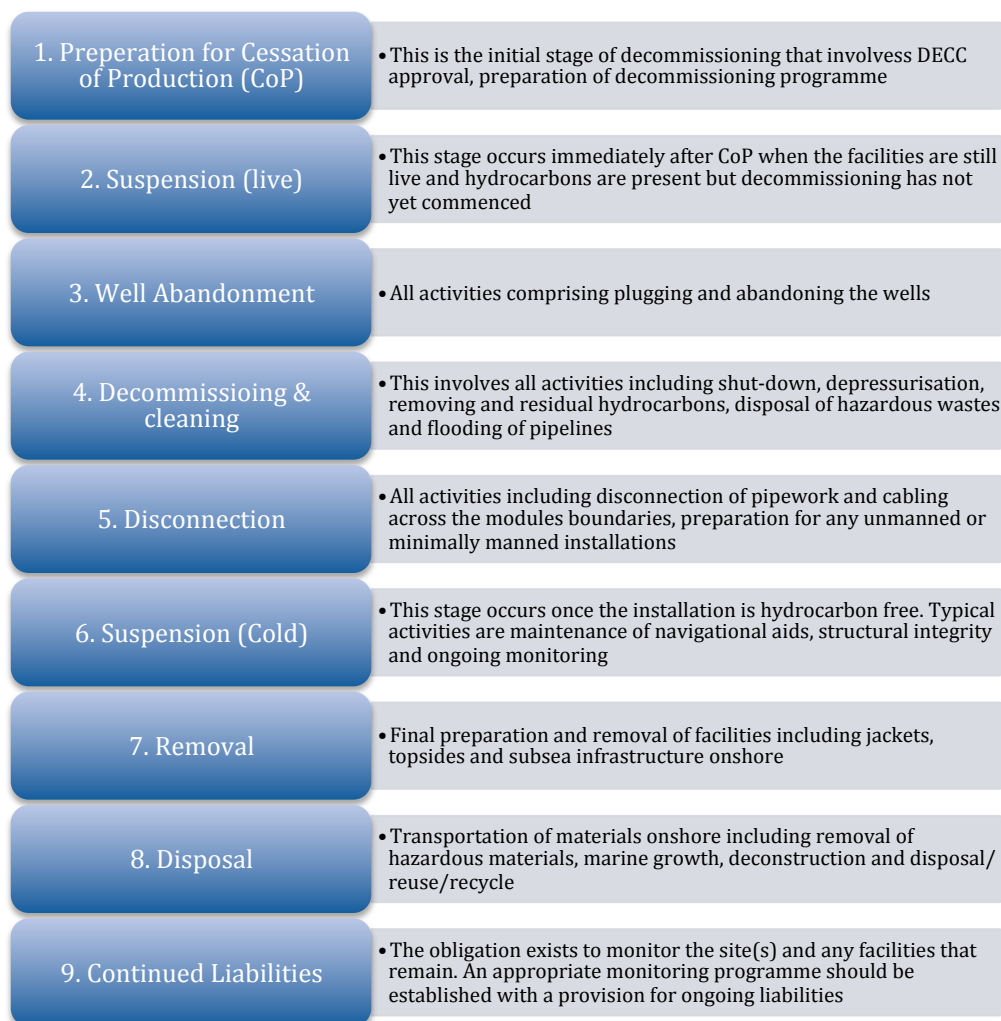 1. Preperation for Cessation
of Production (CoP)
• This is the initial stage of decommissioning that involvess DECC
approval, preparation of decommissioning programme
2. Suspension (live)
• This stage occurs immediately after CoP when the facilities are still
live and hydrocarbons are present but decommissioning has not
yet commenced
3. Well Abandonment
• All activities comprising plugging and abandoning the wells
4. Decommissioing &
cleaning
• This involves all activities including shut-down, depressurisation,
removing and residual hydrocarbons, disposal of hazardous wastes
and flooding of pipelines
5. Disconnection
• All activities including disconnection of pipework and cabling
across the modules boundaries, preparation for any unmanned or
minimally manned installations
6. Suspension (Cold)
• This stage occurs once the installation is hydrocarbon free. Typical
activities are maintenance of navigational aids, structural integrity
and ongoing monitoring
7. Removal
• Final preparation and removal of facilities including jackets,
topsides and subsea infrastructure onshore
8. Disposal
• Transportation of materials onshore including removal of
hazardous materials, marine growth, deconstruction and disposal/
reuse/recycle
9. Continued Liabilities
• The obligation exists to monitor the site(s) and any facilities that
remain. An appropriate monitoring programme should be
established with a provision for ongoing liabilities